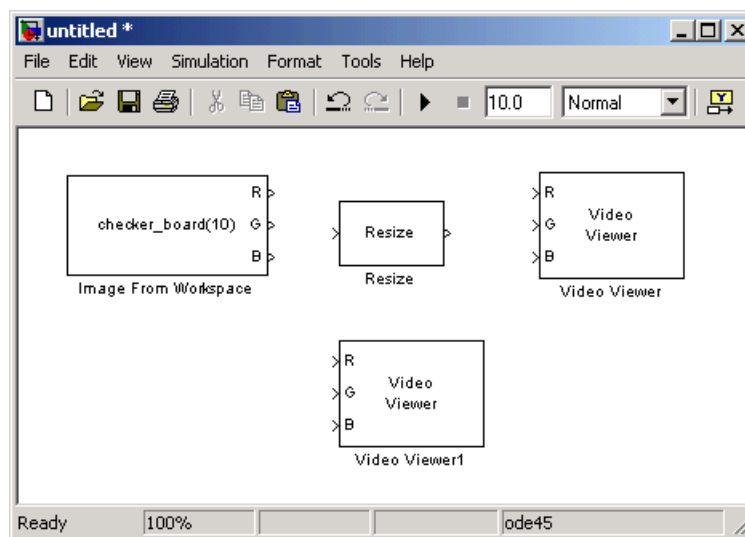 untitled *
File Edit View Simulation Format Tools Help
10.0 Normal Y
R
checker_board(10) G
B
Image From Workspace
Resize
Resize
R
Video
G
Viewer
B
Video Viewer
R
Video
G
Viewer
B
Video Viewer1
Ready 100% ode45